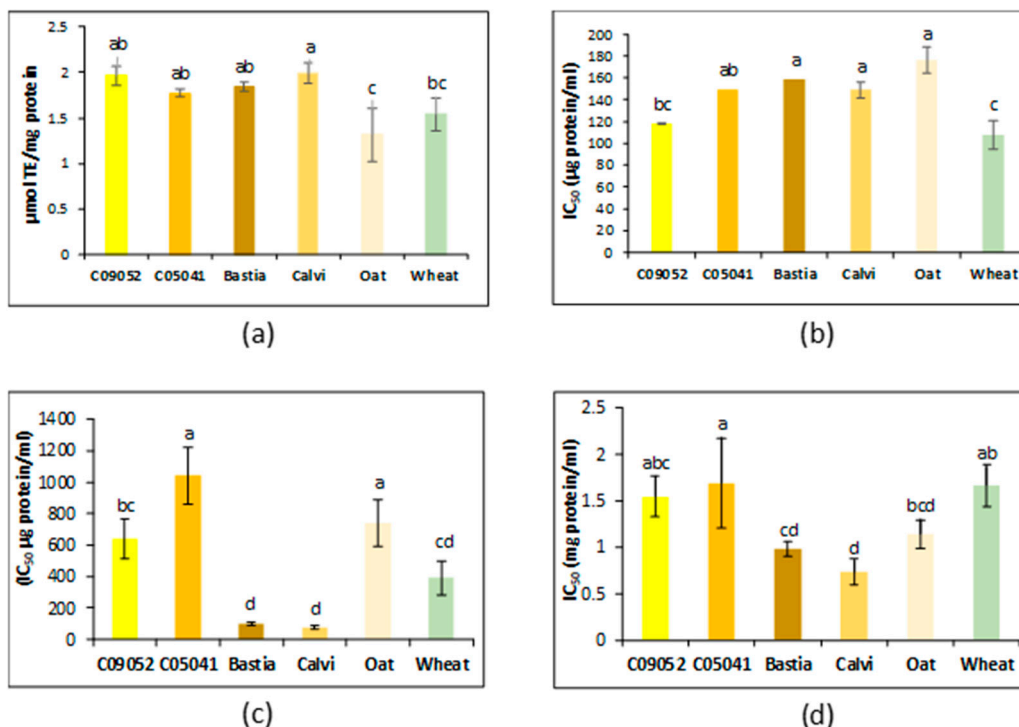 µmol TE/mg protein
2.5
2
1.5
1
0.5
0
ab
ab
ab
a
c
bc
C09052 C05041 Bastia Calvi Oat Wheat
(a)
IC₅₀ (µg protein/ml)
200
180
160
140
120
100
80
60
40
20
0
bc
ab
a
a
a
c
C09052 C05041 Bastia Calvi Oat Wheat
(b)
(IC₅₀ µg protein/ml)
1400
1200
1000
800
600
400
200
0
bc
a
d
d
a
cd
C09052 C05041 Bastia Calvi Oat Wheat
(c)
IC₅₀ (mg protein/ml)
2.5
2
1.5
1
0.5
0
abc
a
cd
d
bcd
ab
C09052 C05041 Bastia Calvi Oat Wheat
(d)